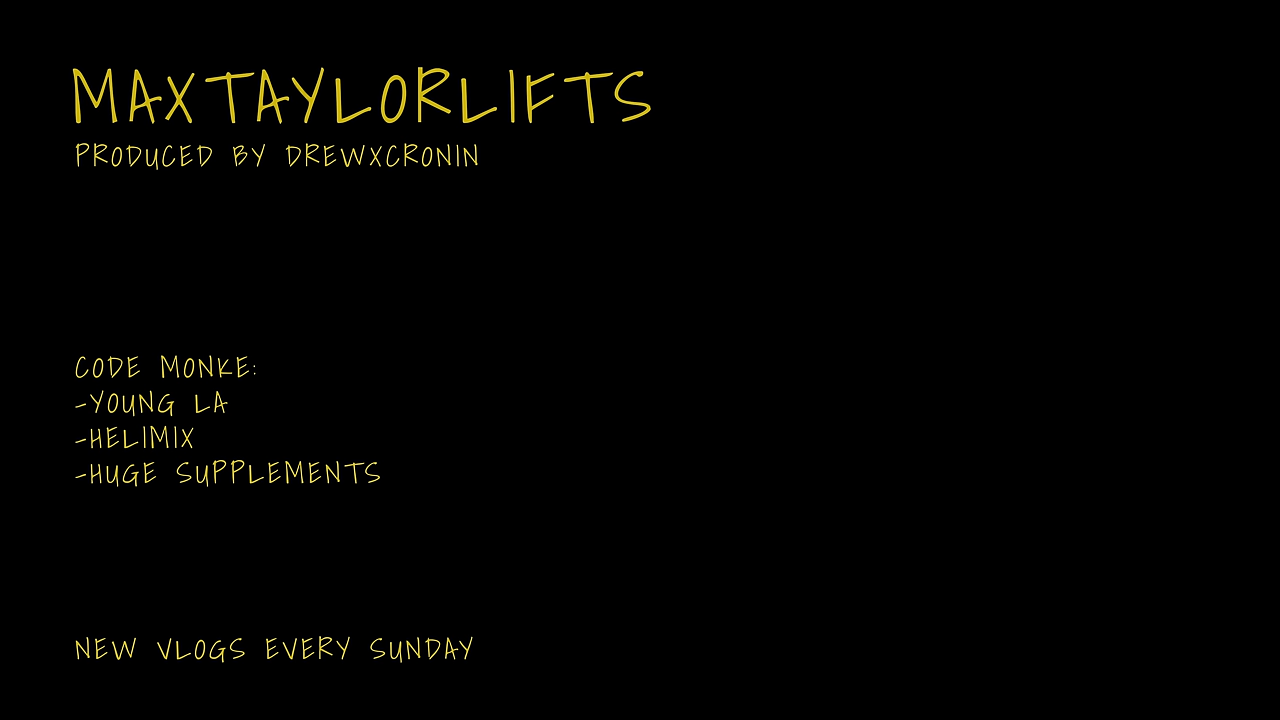 MAXTAYLORLIFTS
PRODUCED BY DREWXCRONIN
CODE MONKE:
-YOUNG LA
-HELIMIX
-HUGE SUPPLEMENTS
NEW VLOGS EVERY SUNDAY